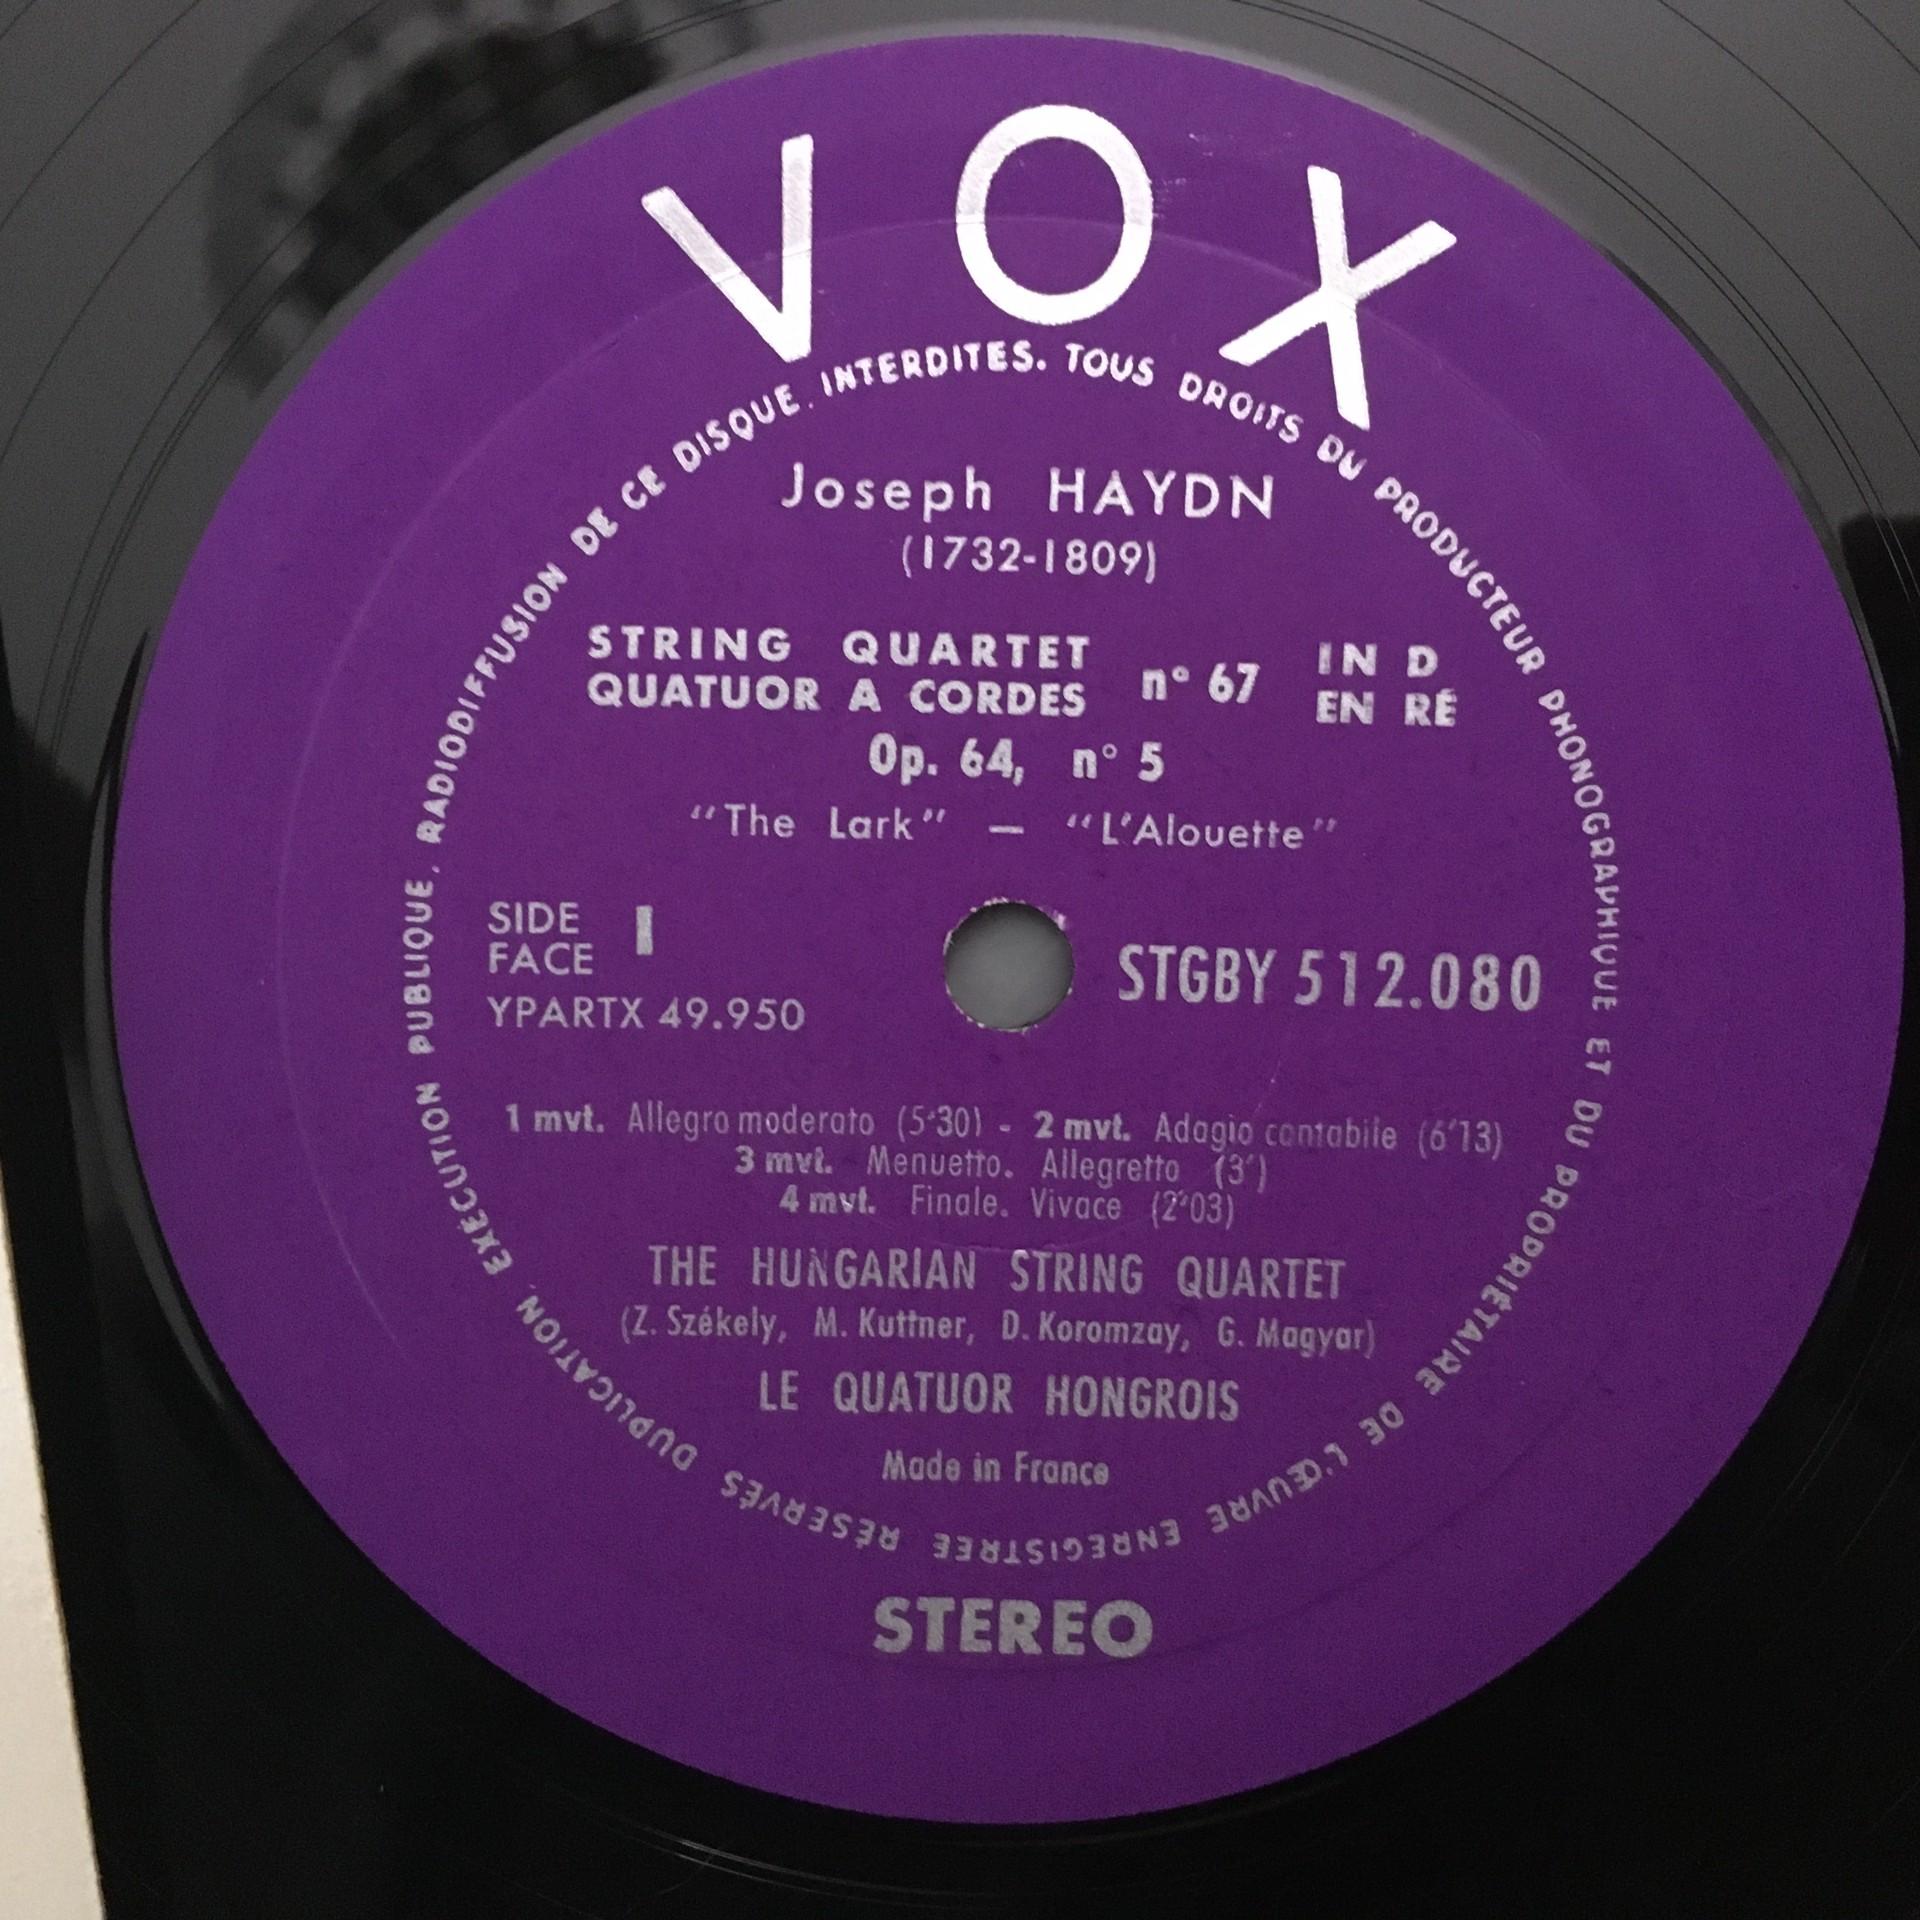 VOX
DUPLICATION, EXÉCUTION PUBLIQUE, RADIODIFFUSION DE CE DISQUE. INTERDITES. TOUS DROITS DU PRODUCTEUR PHONOGRAPHIQUE ET DU PROPRIÉTAIRE DE L'ŒUVRE ENREGISTREE RÉSERVÉS
Joseph HAYDN
(1732-1809)
STRING QUARTET n° 67 IN D
QUATUOR A CORDES EN RÉ
Op. 64, n° 5
"The Lark" — "L'Alouette"
SIDE I
FACE
YPARTX 49.950
STGBY 512.080
1 mvt. Allegro moderato (5'30) - 2 mvt. Adagio cantabile (6'13)
3 mvt. Menuetto. Allegretto (3')
4 mvt. Finale. Vivace (2'03)
THE HUNGARIAN STRING QUARTET
(Z. Székely, M. Kuttner, D. Koromzay, G. Magyar)
LE QUATUOR HONGROIS
Made in France
STEREO